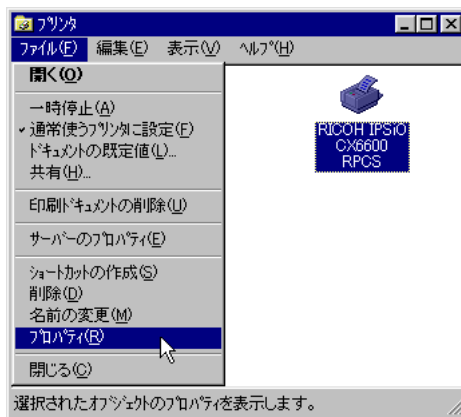 プリンタ
ファイル(F) 編集(E) 表示(V) ヘルプ(H)
開く(O)
一時停止(A)
通常使うプリンタに設定(F)
ドキュメントの既定値(L)...
共有(H)...
印刷ドキュメントの削除(U)
サーバーのプロパティ(E)
ショートカットの作成(S)
削除(D)
名前の変更(M)
プロパティ(R)
閉じる(C)
RICOH IPSiO
CX6600
RPCS
選択されたオブジェクトのプロパティを表示します。